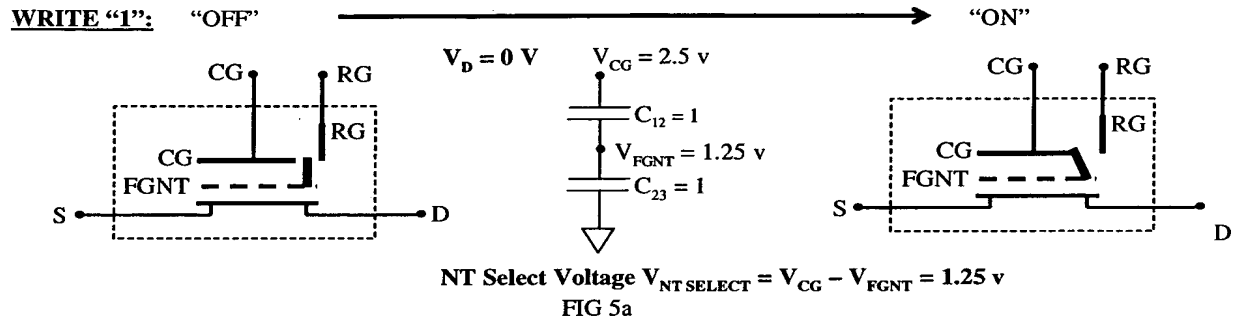 WRITE “1”: “OFF” “ON”
V_D = 0 V V_CG = 2.5 v
CG RG CG RG
C_12 = 1
RG RG
CG V_FGNT = 1.25 v CG
FGNT FGNT
C_23 = 1
S D S D
NT Select Voltage V_NT SELECT = V_CG – V_FGNT = 1.25 v
FIG 5a